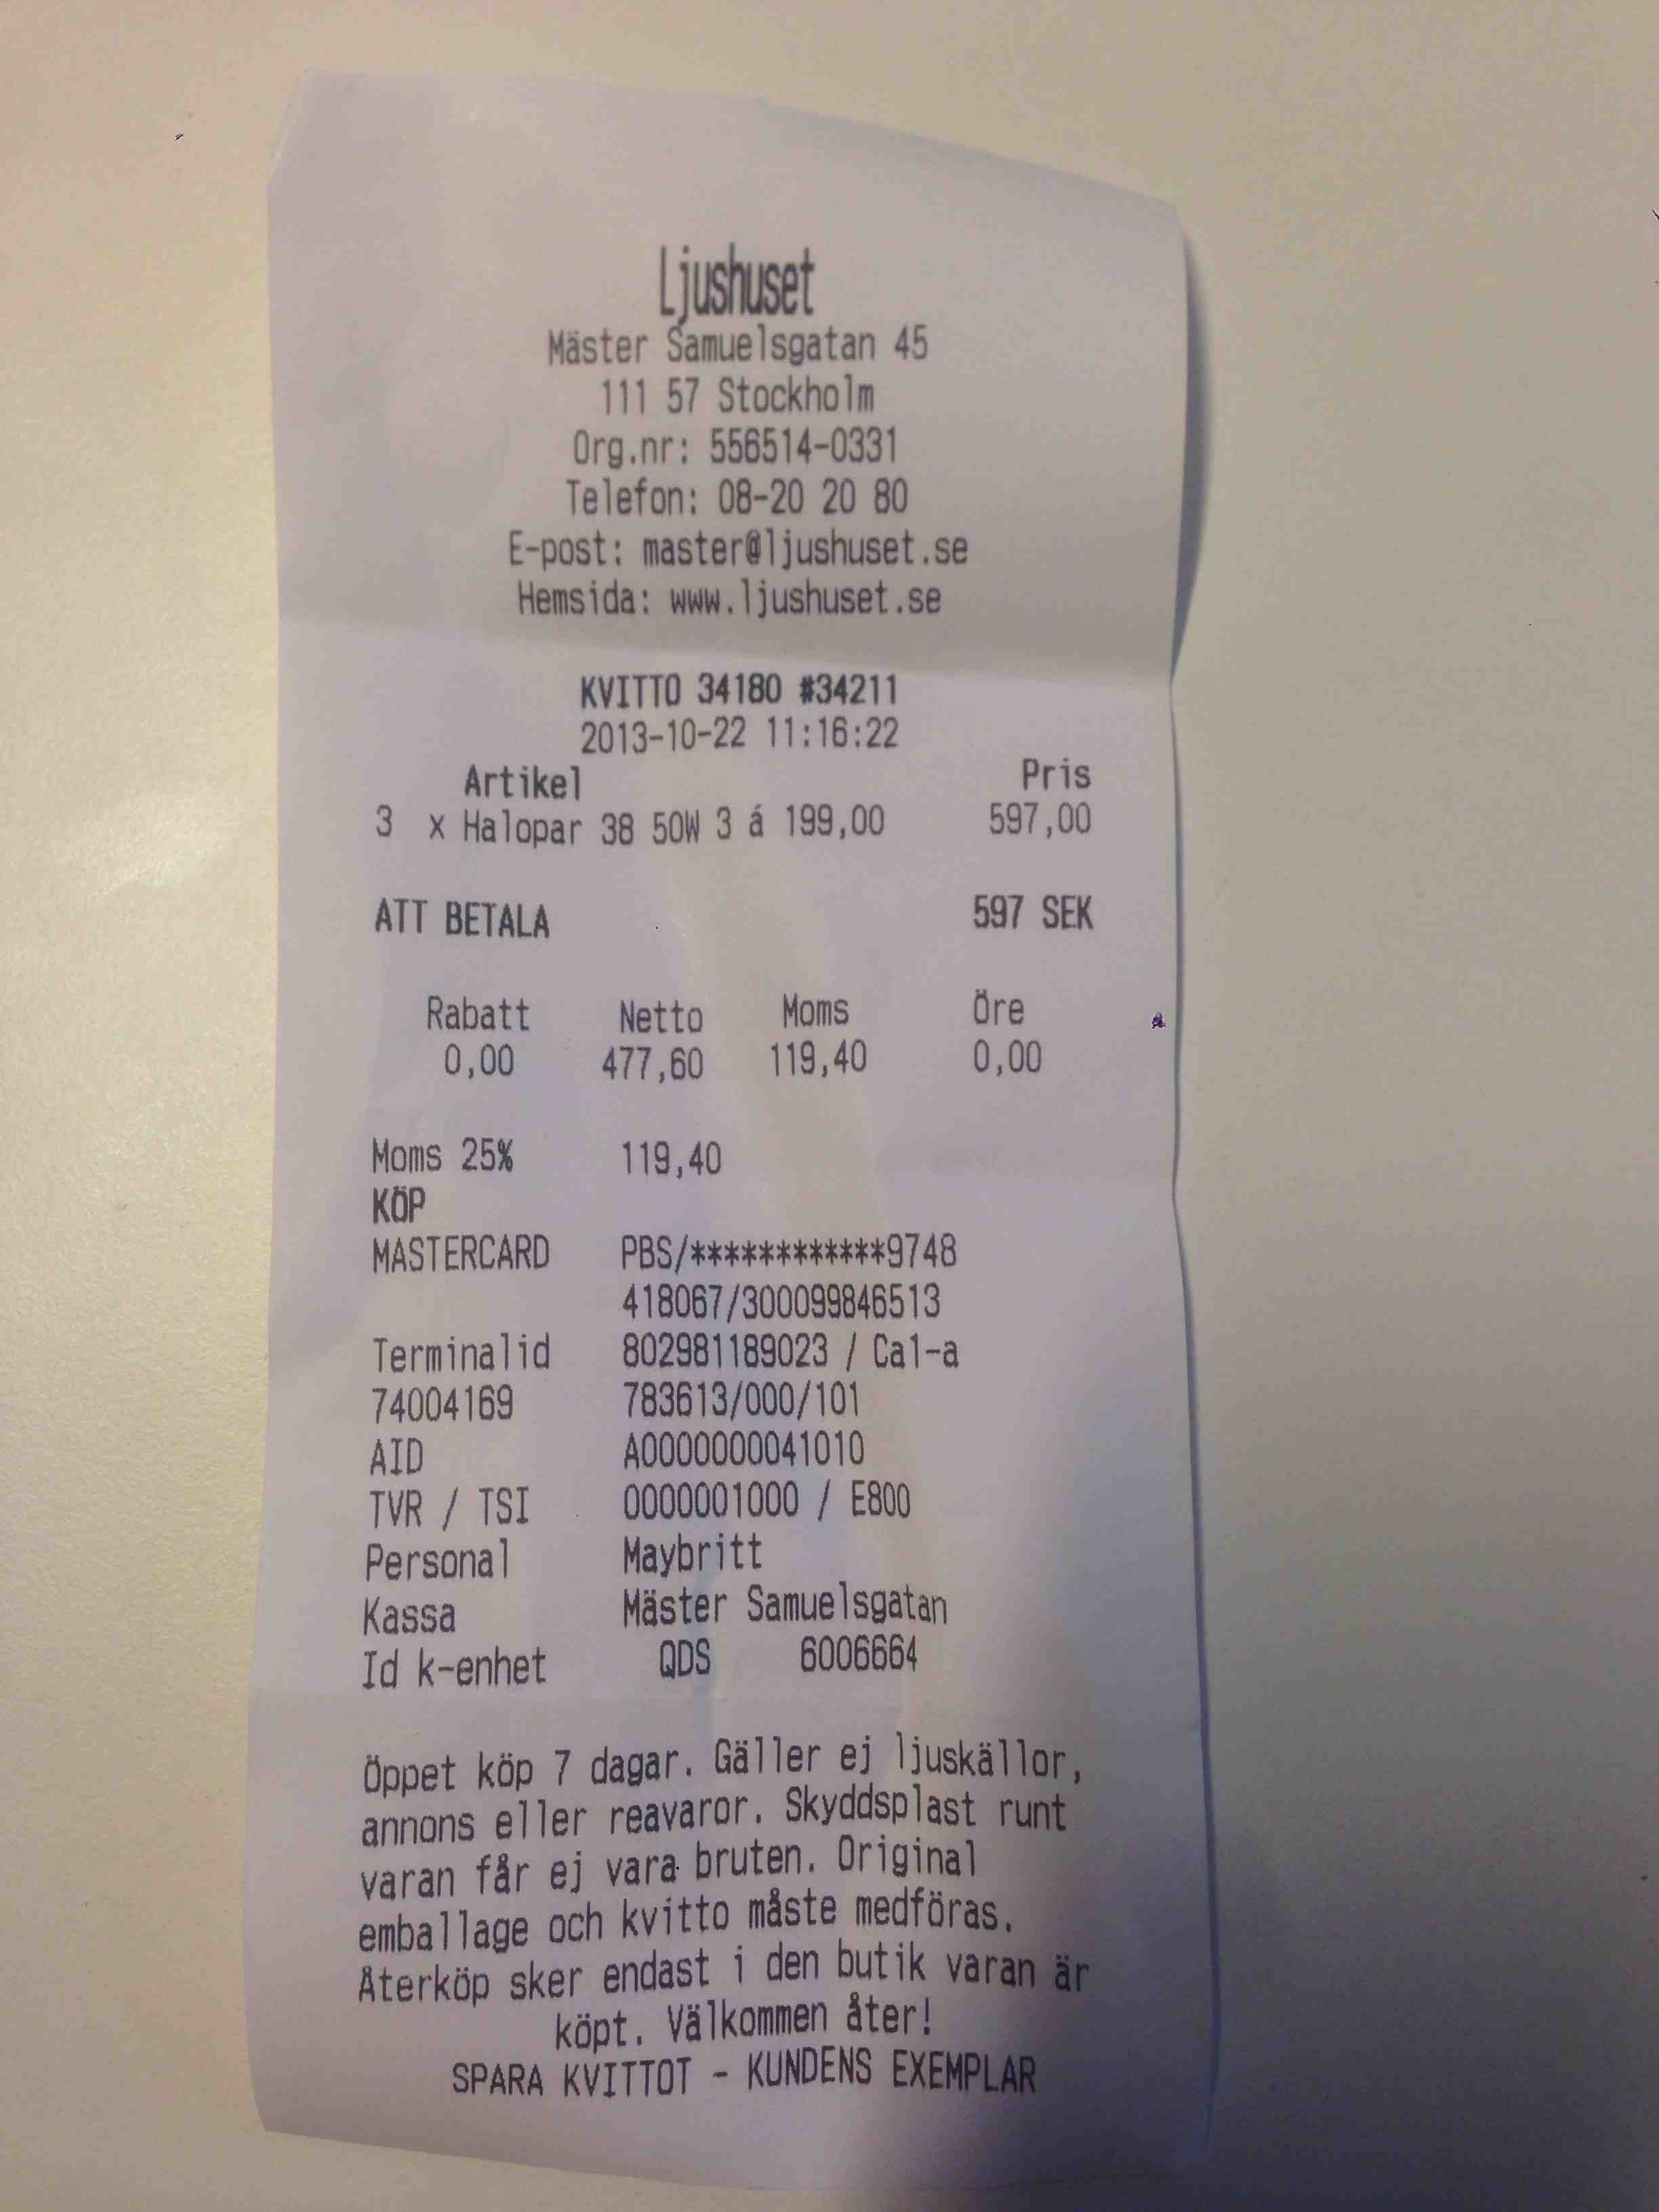 Ljushuset
Mäster Samuelsgatan 45
111 57 Stockholm
Org.nr: 556514-0331
Telefon: 08-20 20 80
E-post: master@ljushuset.se
Hemsida: www.ljushuset.se
KVITTO 34180 #34211
2013-10-22 11:16:22
Artikel Pris
3 x Halopar 38 50W 3 á 199,00 597,00
ATT BETALA 597 SEK
Rabatt Netto Moms Öre
0,00 477,60 119,40 0,00
Moms 25% 119,40
KÖP
MASTERCARD PBS/************9748
418067/300099846513
Terminalid 802981189023 / Ca1-a
74004169 783613/000/101
AID A0000000041010
TVR / TSI 0000001000 / E800
Personal Maybritt
Kassa Mäster Samuelsgatan
Id k-enhet QDS 6006664
Öppet köp 7 dagar. Gäller ej ljuskällor,
annons eller reavaror. Skyddsplast runt
varan får ej vara bruten. Original
emballage och kvitto måste medföras.
Återköp sker endast i den butik varan är
köpt. Välkommen åter!
SPARA KVITTOT - KUNDENS EXEMPLAR